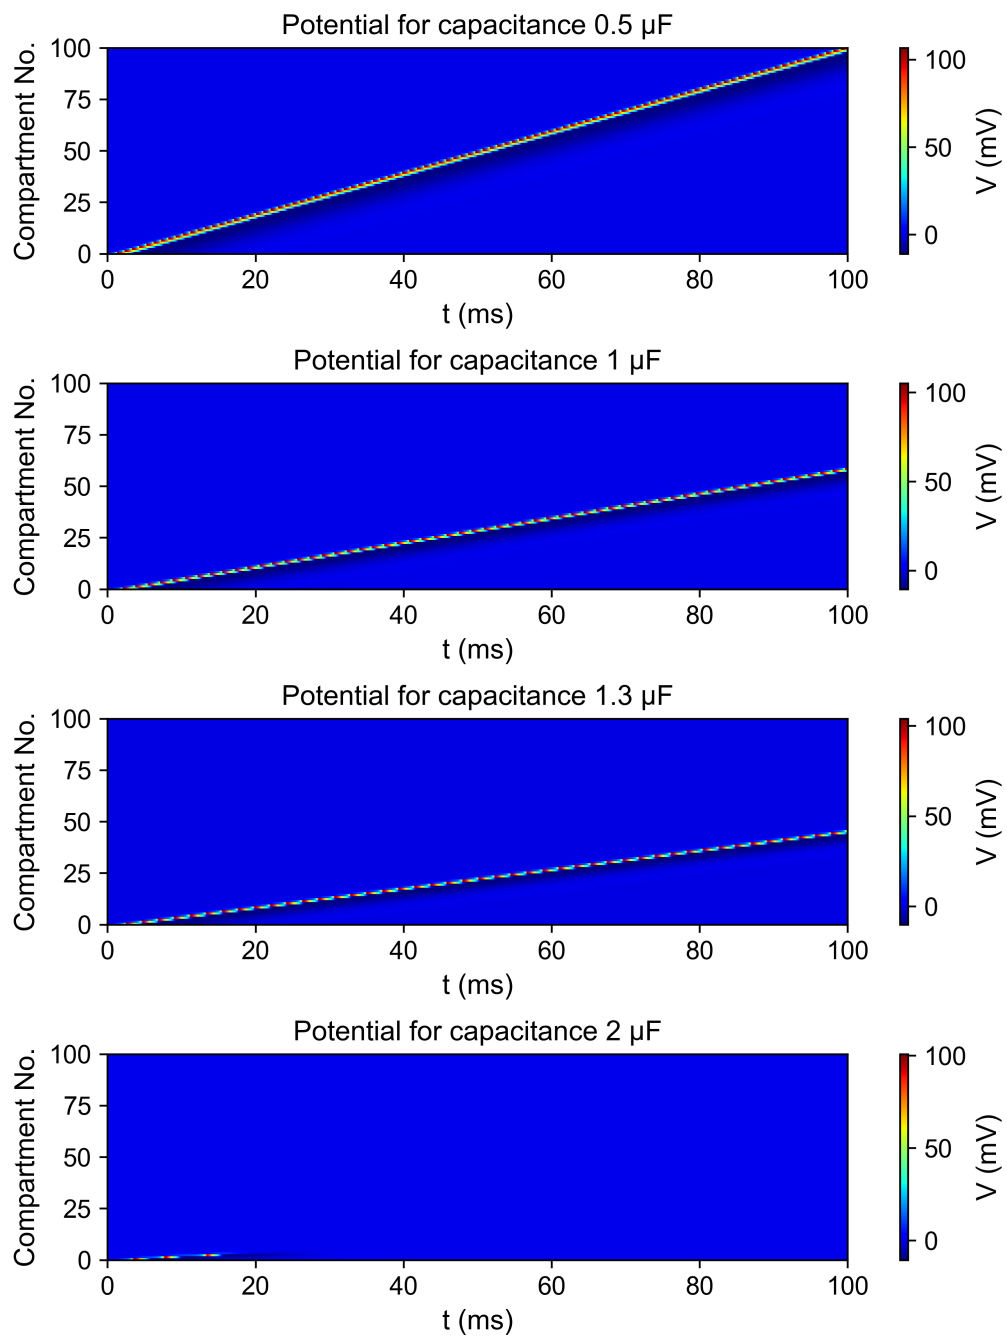 Potential for capacitance 0.5 µF
Compartment No.
100
75
50
25
0
0 20 40 60 80 100
t (ms)
100
50
0
V (mV)
Potential for capacitance 1 µF
Compartment No.
100
75
50
25
0
0 20 40 60 80 100
t (ms)
100
50
0
V (mV)
Potential for capacitance 1.3 µF
Compartment No.
100
75
50
25
0
0 20 40 60 80 100
t (ms)
100
50
0
V (mV)
Potential for capacitance 2 µF
Compartment No.
100
75
50
25
0
0 20 40 60 80 100
t (ms)
100
50
0
V (mV)